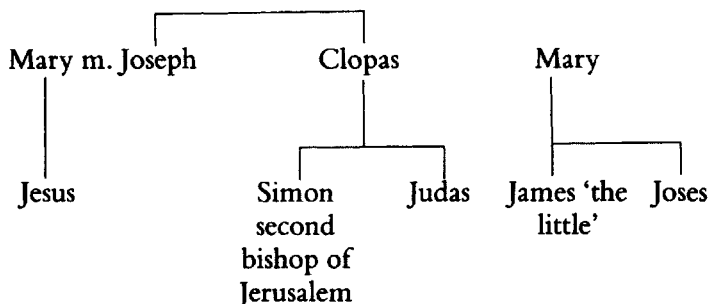 Mary m. Joseph Clopas Mary
Jesus Simon Judas James ‘the Joses
second little’
bishop of
Jerusalem